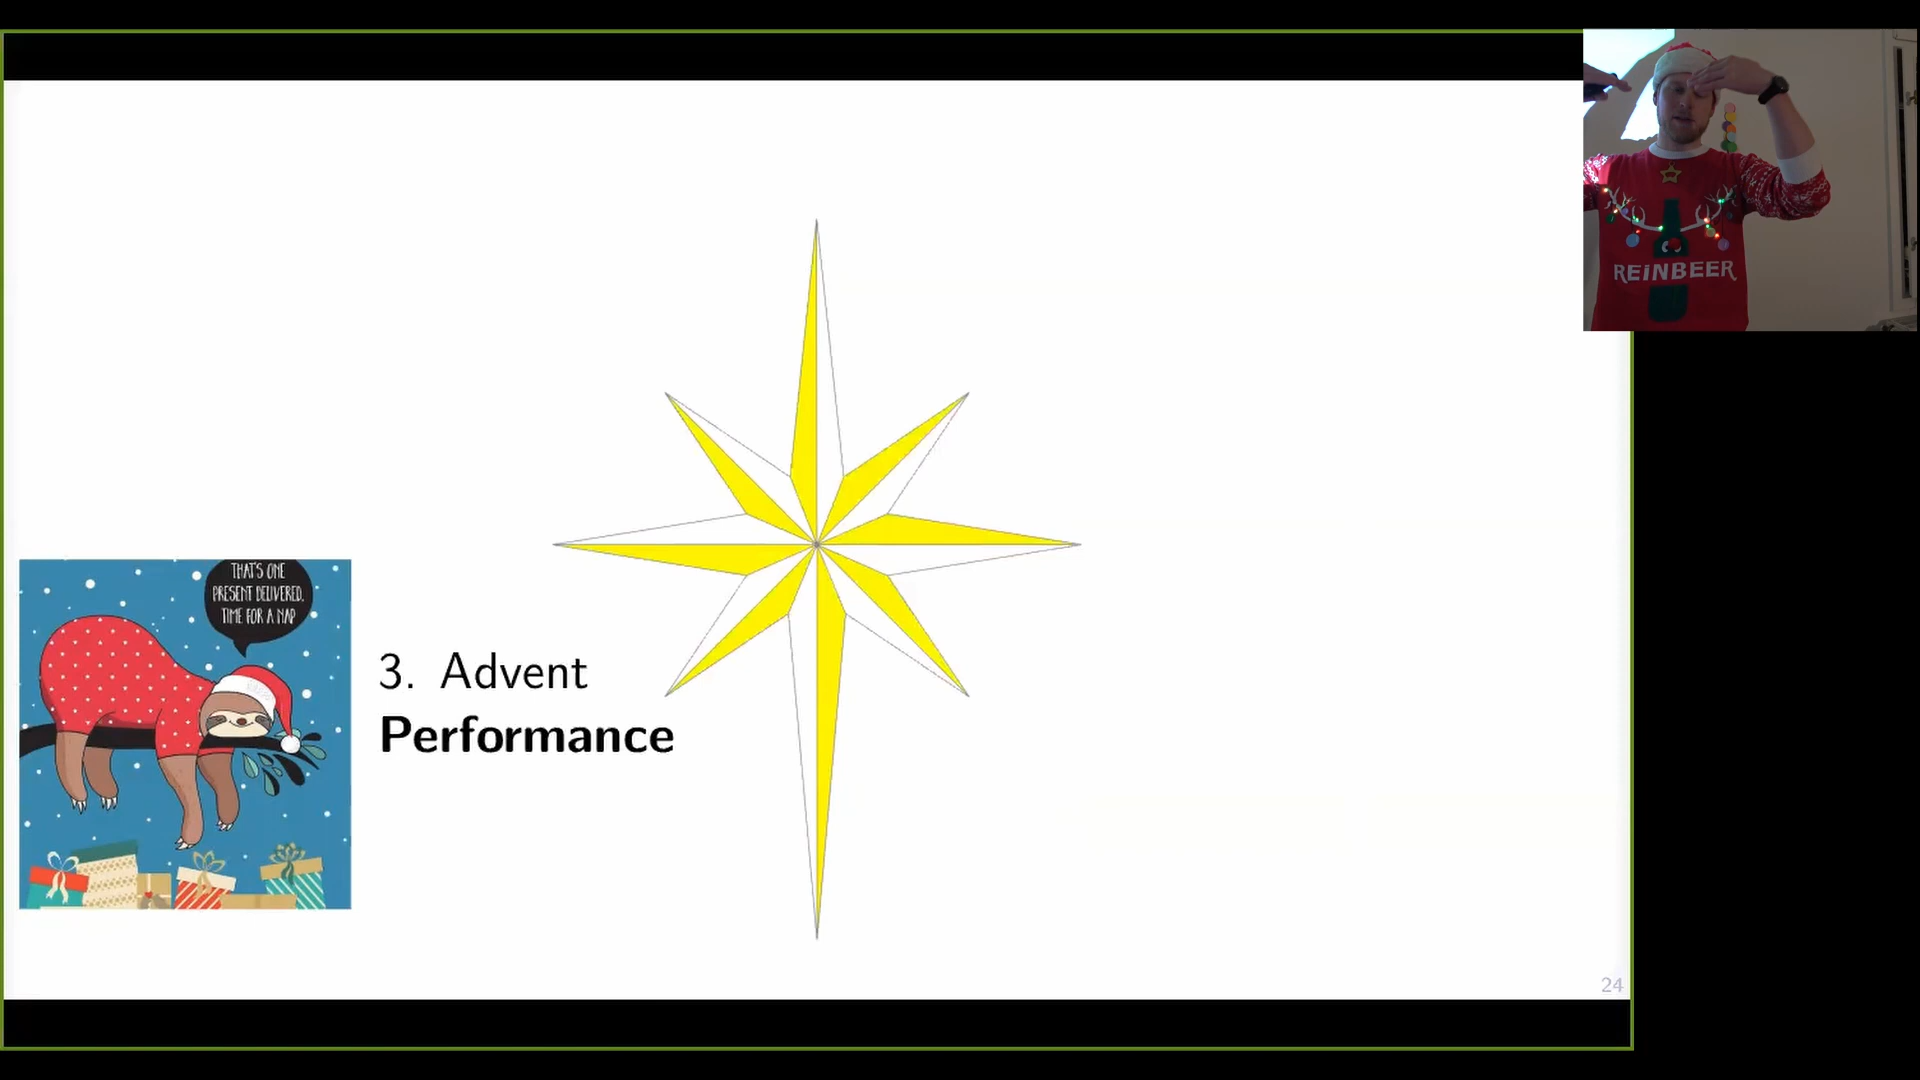 THAT'S ONE
PRESENT DELIVERED.
TIME FOR A NAP
3. Advent
Performance
REiNBEER
24